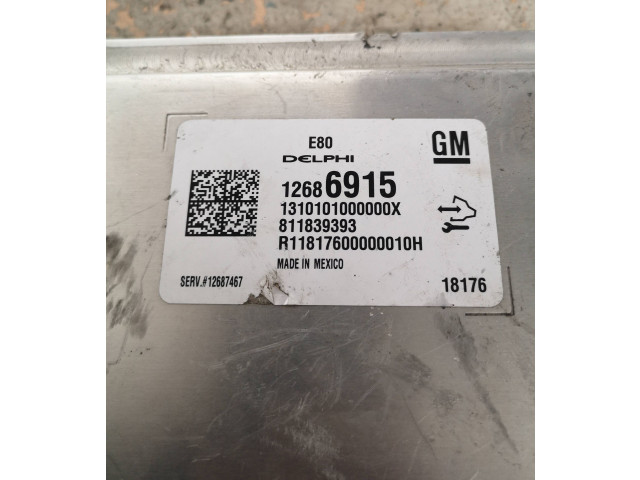 E80
DELPHI
GM
12686915
1310101000000X
811839393
R11817600000010H
MADE IN MEXICO
SERV.#12687467
18176